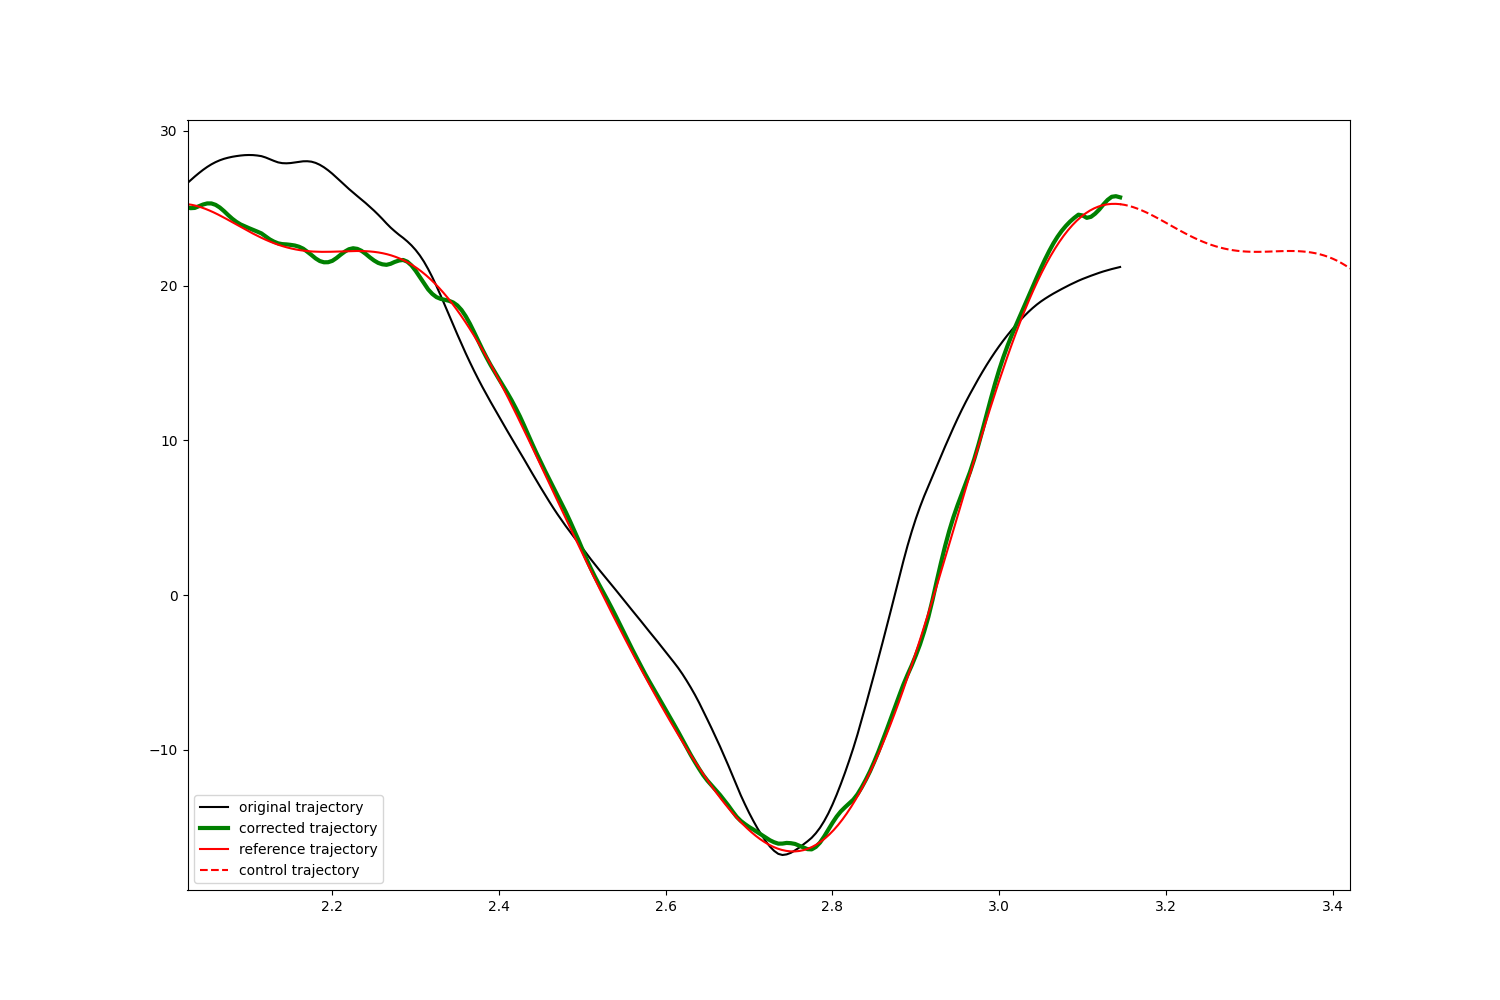 30
20
10
0
−10
original trajectory
corrected trajectory
reference trajectory
control trajectory
2.2 2.4 2.6 2.8 3.0 3.2 3.4